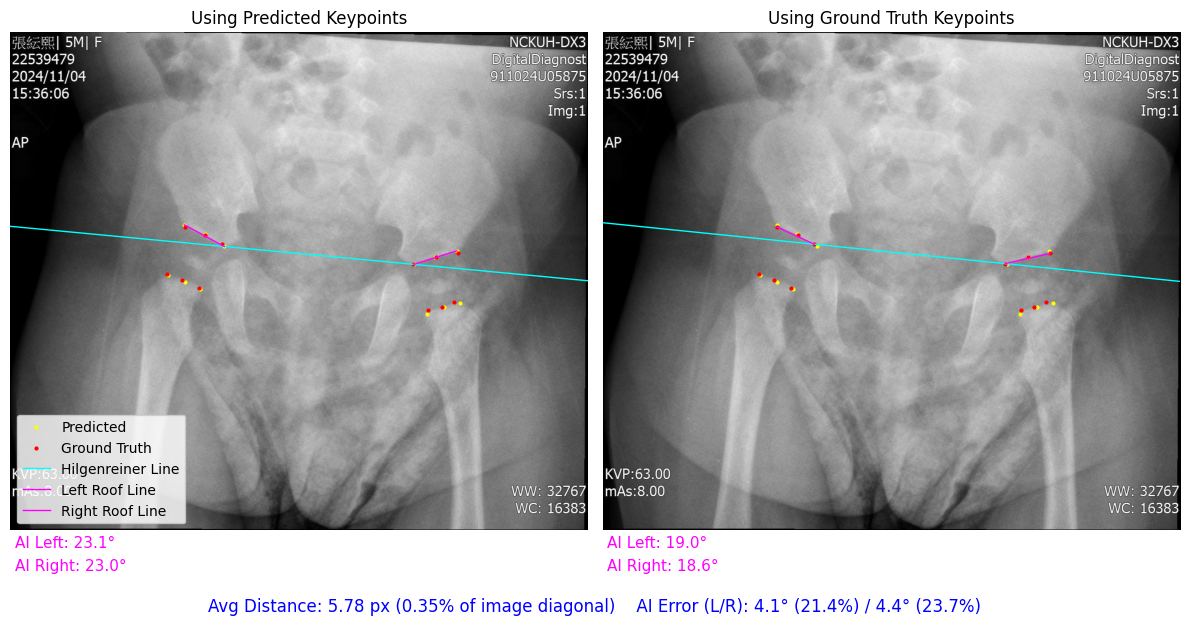 Using Predicted Keypoints
張紜熙| 5M| F
22539479
2024/11/04
15:36:06
AP
NCKUH-DX3
DigitalDiagnost
911024U05875
Srs:1
Img:1
Predicted
Ground Truth
Hilgenreiner Line
Left Roof Line
Right Roof Line
KVP:63.00
mAs:8.0
WW: 32767
WC: 16383
AI Left: 23.1°
AI Right: 23.0°
Using Ground Truth Keypoints
張紜熙| 5M| F
22539479
2024/11/04
15:36:06
AP
NCKUH-DX3
DigitalDiagnost
911024U05875
Srs:1
Img:1
KVP:63.00
mAs:8.00
WW: 32767
WC: 16383
AI Left: 19.0°
AI Right: 18.6°
Avg Distance: 5.78 px (0.35% of image diagonal)    AI Error (L/R): 4.1° (21.4%) / 4.4° (23.7%)